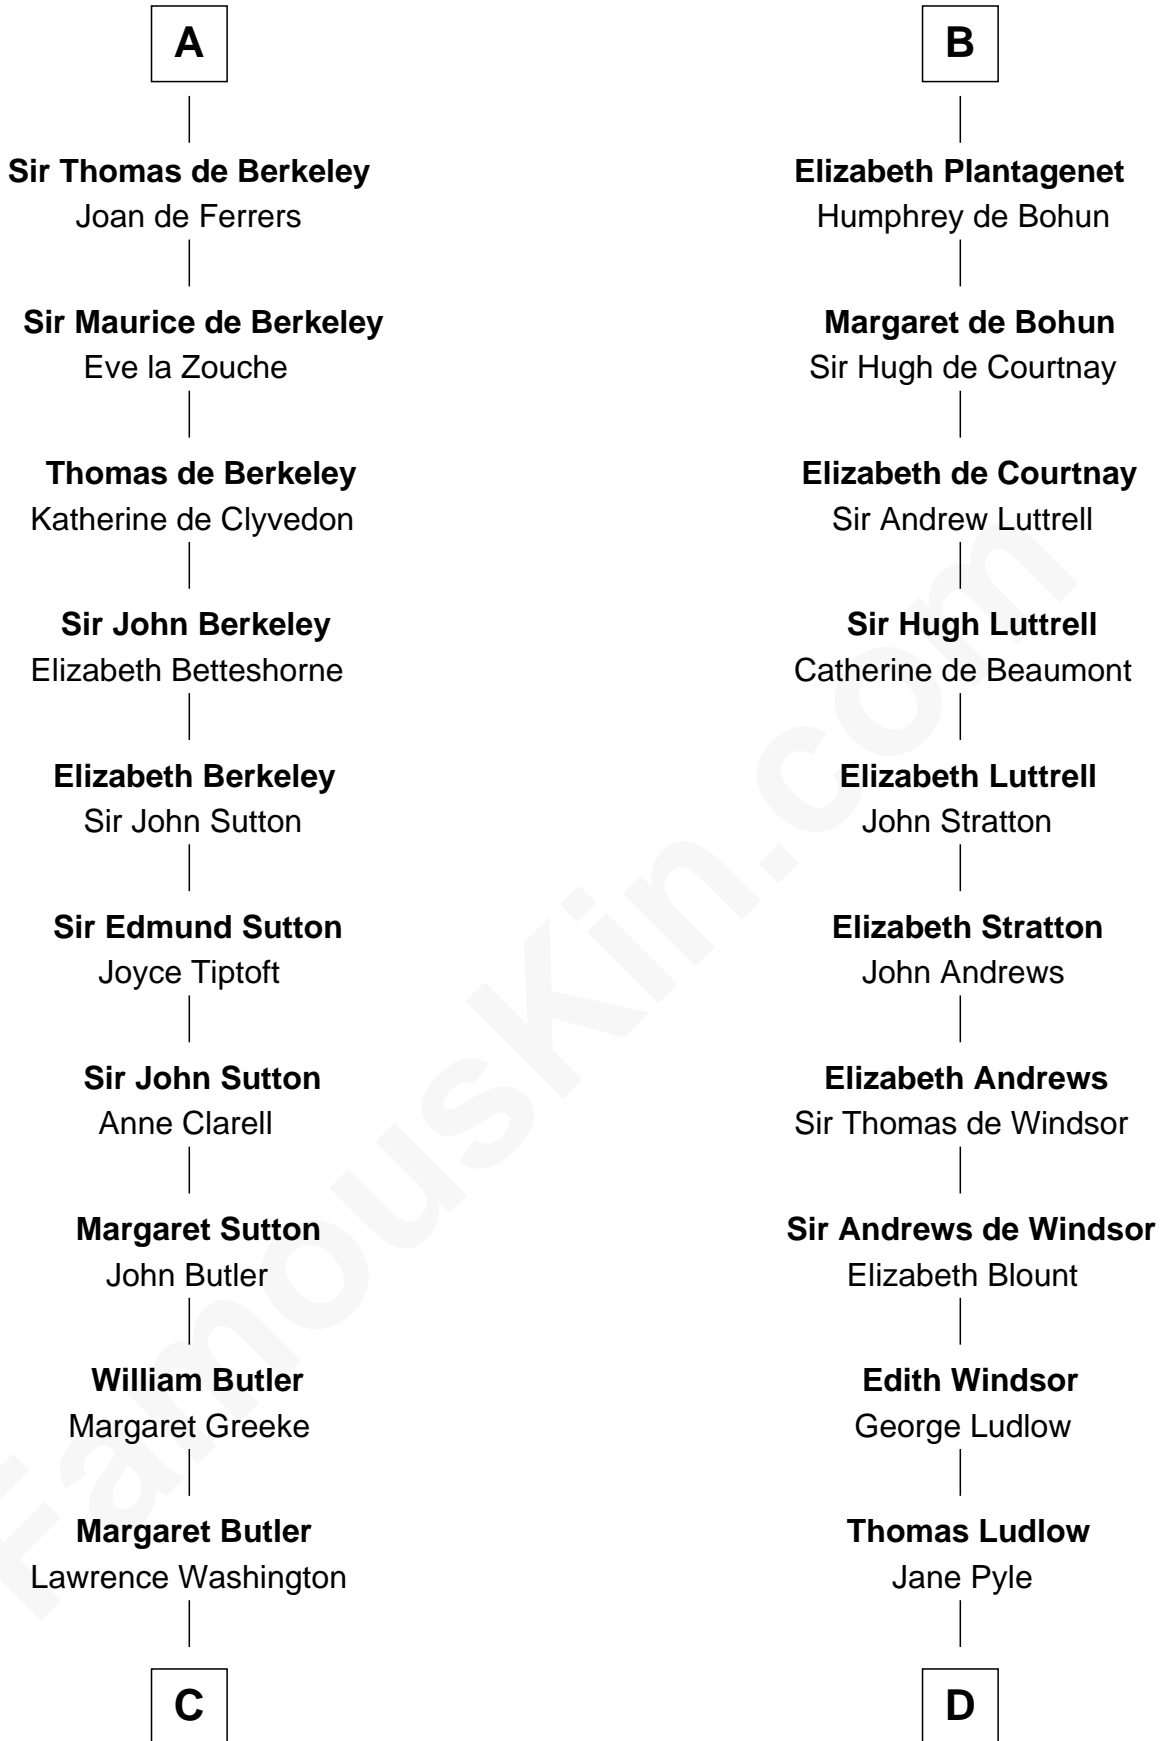 A
Sir Thomas de Berkeley
Joan de Ferrers
Sir Maurice de Berkeley
Eve la Zouche
Thomas de Berkeley
Katherine de Clyvedon
Sir John Berkeley
Elizabeth Betteshorne
Elizabeth Berkeley
Sir John Sutton
Sir Edmund Sutton
Joyce Tiptoft
Sir John Sutton
Anne Clarell
Margaret Sutton
John Butler
William Butler
Margaret Greeke
Margaret Butler
Lawrence Washington
C
B
Elizabeth Plantagenet
Humphrey de Bohun
Margaret de Bohun
Sir Hugh de Courtnay
Elizabeth de Courtnay
Sir Andrew Luttrell
Sir Hugh Luttrell
Catherine de Beaumont
Elizabeth Luttrell
John Stratton
Elizabeth Stratton
John Andrews
Elizabeth Andrews
Sir Thomas de Windsor
Sir Andrews de Windsor
Elizabeth Blount
Edith Windsor
George Ludlow
Thomas Ludlow
Jane Pyle
D
FamousKin.com